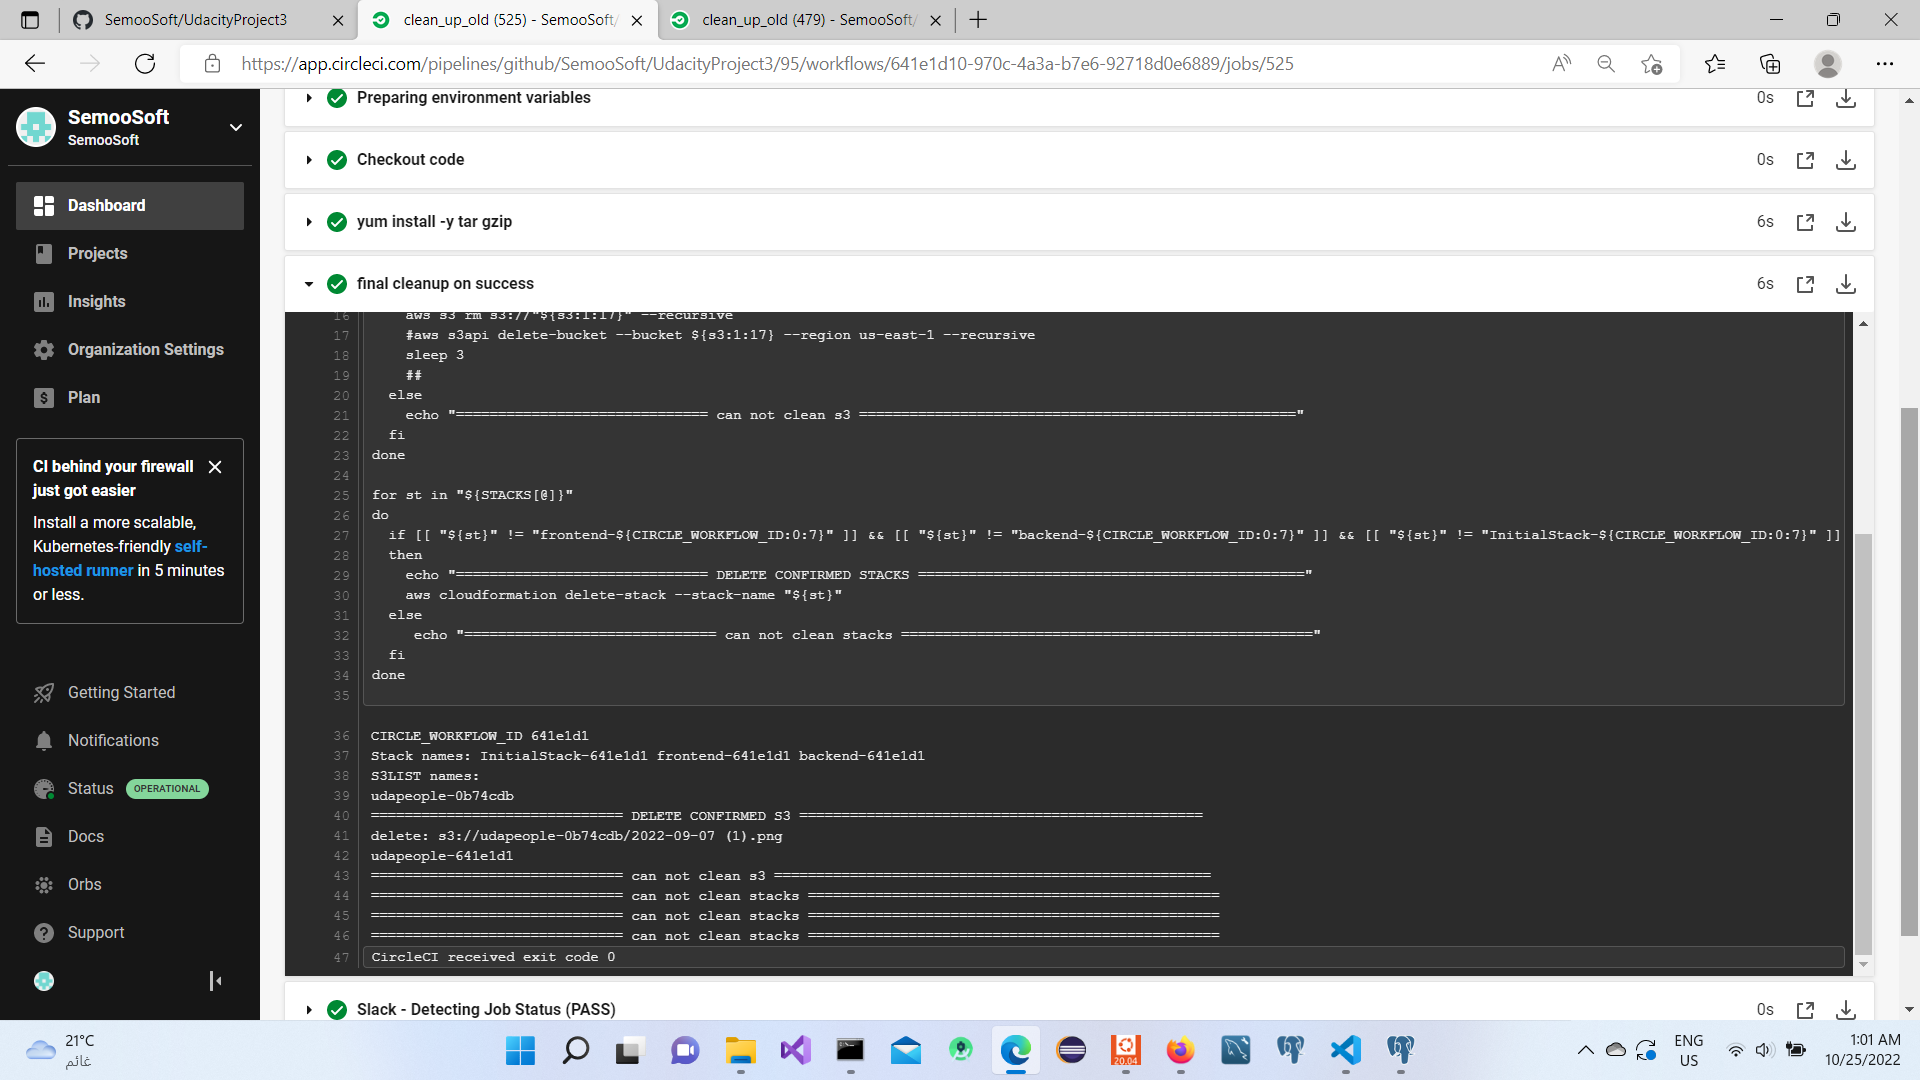 SemooSoft/UdacityProject3
clean_up_old (525) - SemooSoft/
clean_up_old (479) - SemooSoft/
https://app.circleci.com/pipelines/github/SemooSoft/UdacityProject3/95/workflows/641e1d10-970c-4a3a-b7e6-92718d0e6889/jobs/525
SemooSoft
SemooSoft
Dashboard
Projects
Insights
Organization Settings
Plan
CI behind your firewall
just got easier
Install a more scalable,
Kubernetes-friendly self-
hosted runner in 5 minutes
or less.
Getting Started
Notifications
Status OPERATIONAL
Docs
Orbs
Support
Preparing environment variables 0s
Checkout code 0s
yum install -y tar gzip 6s
final cleanup on success 6s
16 aws s3 rm s3://"${s3:1:17}" --recursive
17 #aws s3api delete-bucket --bucket ${s3:1:17} --region us-east-1 --recursive
18 sleep 3
19 ##
20 else
21 echo "============================== can not clean s3 ===================================================="
22 fi
23 done
24
25 for st in "${STACKS[@]}"
26 do
27 if [[ "${st}" != "frontend-${CIRCLE_WORKFLOW_ID:0:7}" ]] && [[ "${st}" != "backend-${CIRCLE_WORKFLOW_ID:0:7}" ]] && [[ "${st}" != "InitialStack-${CIRCLE_WORKFLOW_ID:0:7}" ]]
28 then
29 echo "============================== DELETE CONFIRMED STACKS =============================================="
30 aws cloudformation delete-stack --stack-name "${st}"
31 else
32 echo "============================== can not clean stacks ================================================="
33 fi
34 done
35
36 CIRCLE_WORKFLOW_ID 641e1d1
37 Stack names: InitialStack-641e1d1 frontend-641e1d1 backend-641e1d1
38 S3LIST names:
39 udapeople-0b74cdb
40 ============================== DELETE CONFIRMED S3 ================================================
41 delete: s3://udapeople-0b74cdb/2022-09-07 (1).png
42 udapeople-641e1d1
43 ============================== can not clean s3 ====================================================
44 ============================== can not clean stacks =================================================
45 ============================== can not clean stacks =================================================
46 ============================== can not clean stacks =================================================
47 CircleCI received exit code 0
Slack - Detecting Job Status (PASS) 0s
21°C
غائم
20.04
ENG
US
1:01 AM
10/25/2022